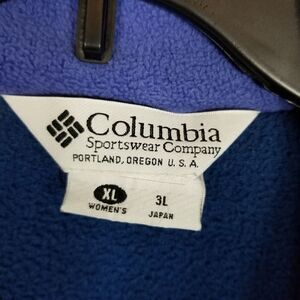 Columbia
Sportswear Company
PORTLAND, OREGON U.S.A.
XL 3L
WOMEN'S JAPAN